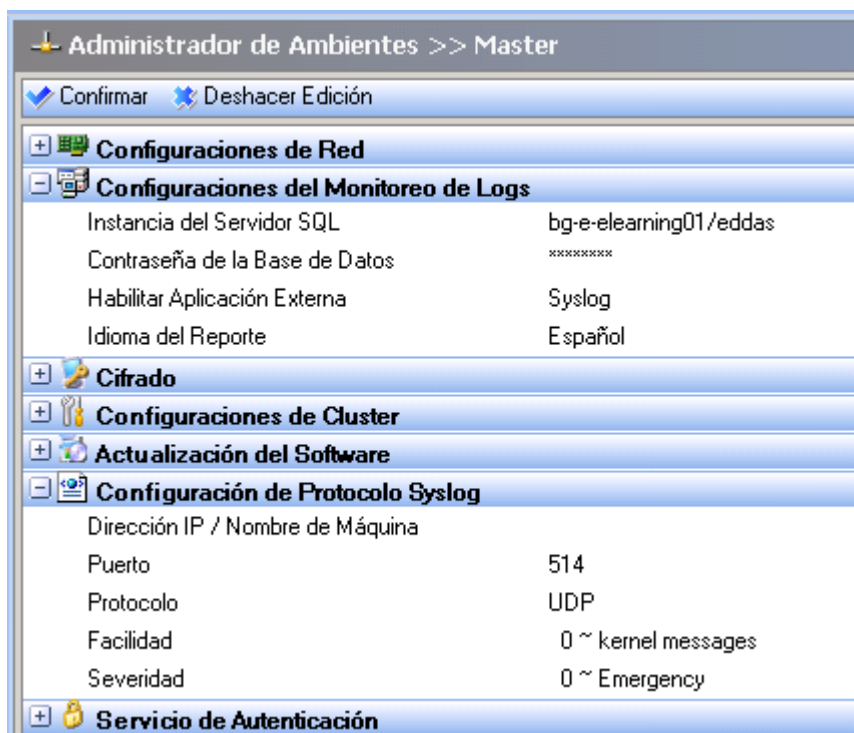 Administrador de Ambientes >> Master
Confirmar Deshacer Edición
Configuraciones de Red
Configuraciones del Monitoreo de Logs
Instancia del Servidor SQL bg-e-elearning01/eddas
Contraseña de la Base de Datos ********
Habilitar Aplicación Externa Syslog
Idioma del Reporte Español
Cifrado
Configuraciones de Cluster
Actualización del Software
Configuración de Protocolo Syslog
Dirección IP / Nombre de Máquina
Puerto 514
Protocolo UDP
Facilidad 0 ~ kernel messages
Severidad 0 ~ Emergency
Servicio de Autenticación